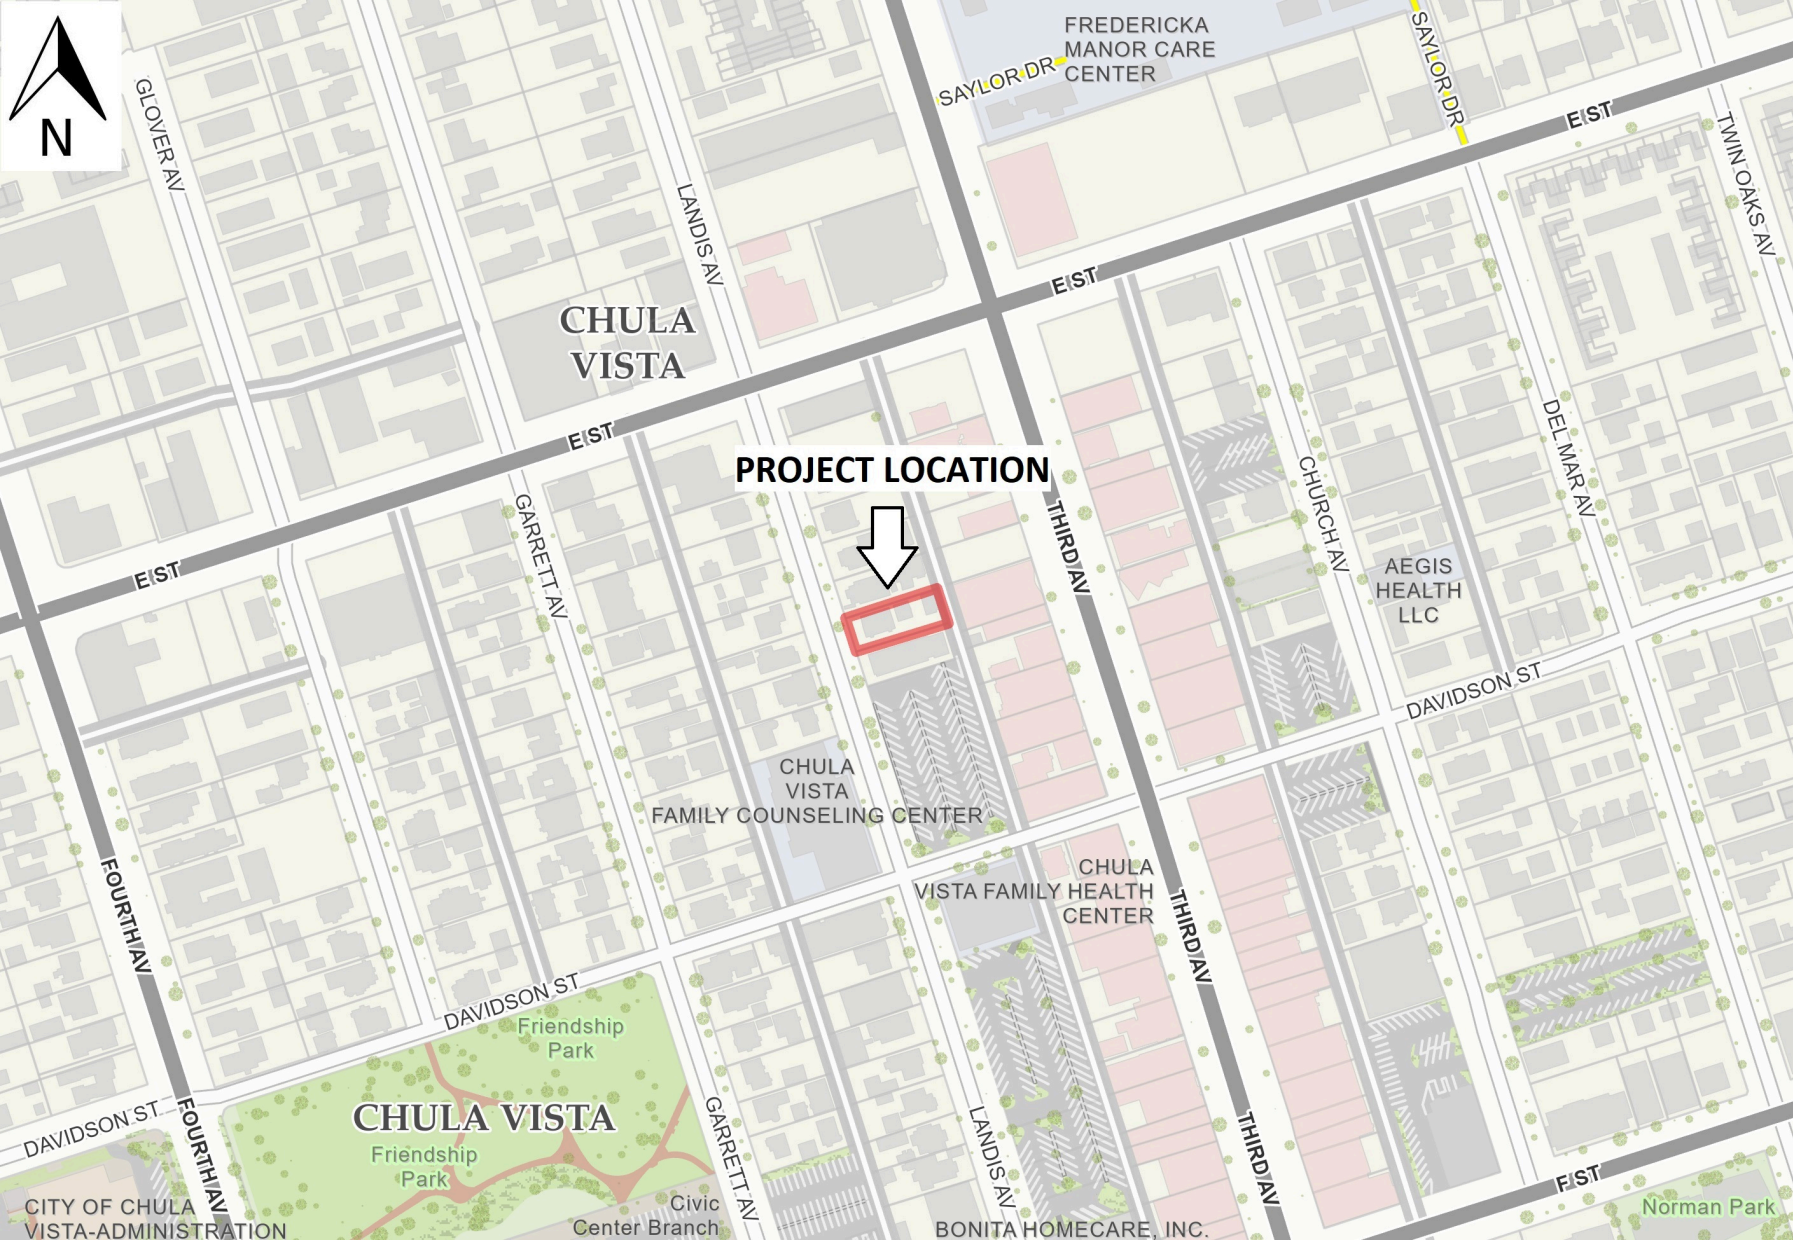 FREDERICKA
MANOR CARE
CENTER
SAYLOR DR
SAYLOR DR
N
GLOVER AV
E ST
TWIN OAKS AV
LANDIS AV
E ST
CHULA
VISTA
E ST
PROJECT LOCATION
DEL MAR AV
CHURCH AV
GARRETT AV
THIRD AV
E ST
AEGIS
HEALTH
LLC
DAVIDSON ST
CHULA
VISTA
FAMILY COUNSELING CENTER
FOURTH AV
CHULA
VISTA FAMILY HEALTH
CENTER
THIRD AV
DAVIDSON ST
Friendship
Park
CHULA VISTA
Friendship
Park
DAVIDSON ST
FOURTH AV
GARRETT AV
LANDIS AV
THIRD AV
F ST
CITY OF CHULA
VISTA-ADMINISTRATION
Civic
Center Branch
BONITA HOMECARE, INC.
Norman Park